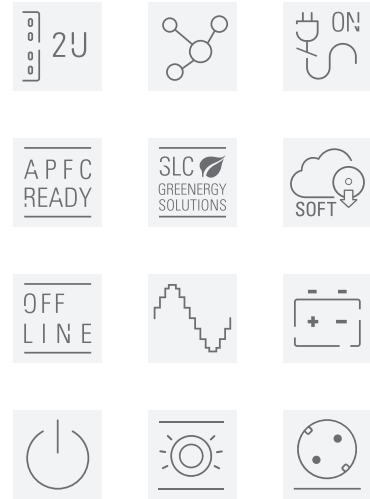 2U
ON
APFC
READY
SLC
GREENERGY
SOLUTIONS
SOFT
OFF
LINE